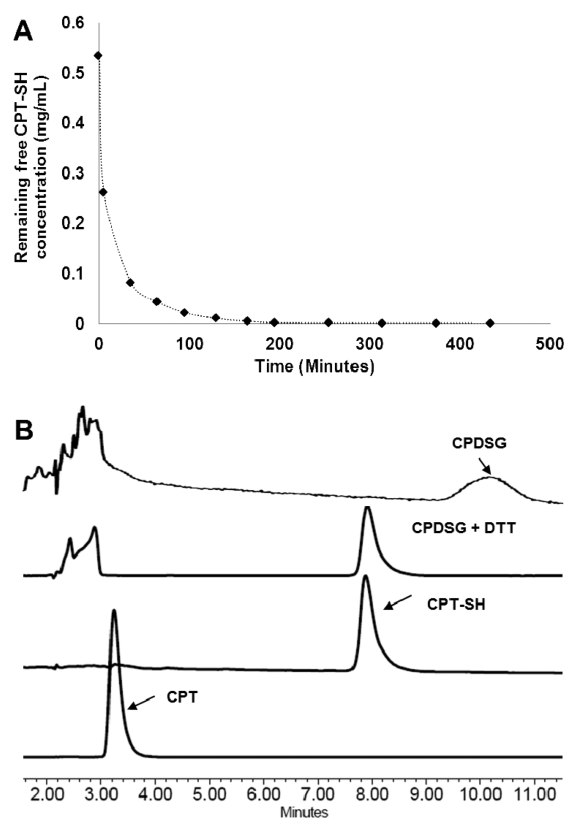 A
Remaining free CPT-SH
concentration (mg/mL)
0.6
0.5
0.4
0.3
0.2
0.1
0
0 100 200 300 400 500
Time (Minutes)
B
CPDSG
CPDSG + DTT
CPT-SH
CPT
2.00 3.00 4.00 5.00 6.00 7.00 8.00 9.00 10.00 11.00
Minutes